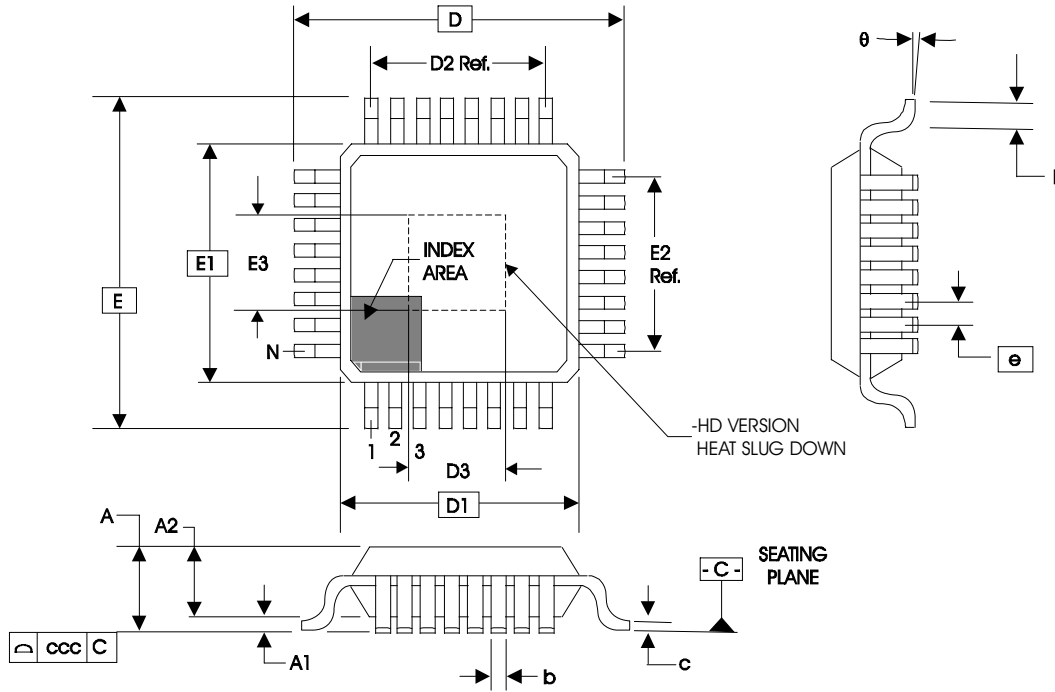 D
D2 Ref.
θ
E
E1
E3
INDEX
AREA
E2
Ref.
N
1
2
3
D3
D1
-HD VERSION
HEAT SLUG DOWN
e
A
A2
A1
b
c
- C -
SEATING
PLANE
⌓ ccc C